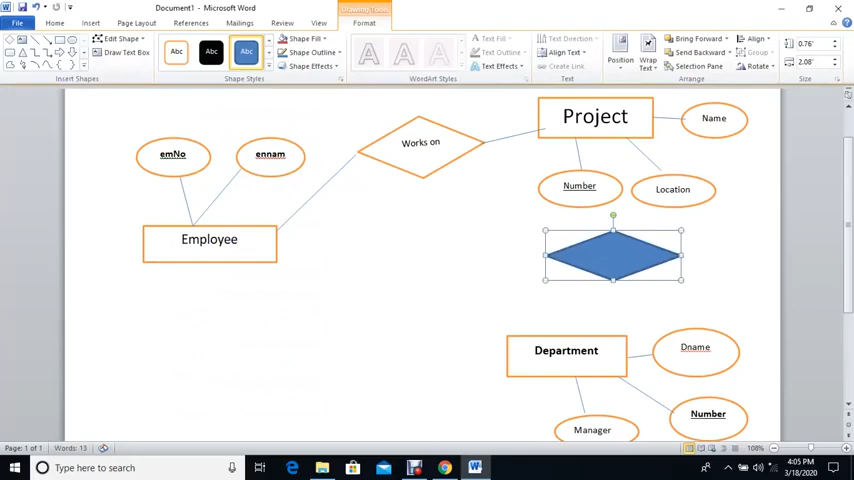 Document1 - Microsoft Word
Drawing Tools
File
Home
Insert
Page Layout
References
Mailings
Review
View
Format
Edit Shape
Draw Text Box
Insert Shapes
Abc
Abc
Abc
Shape Fill
Shape Outline
Shape Effects
Shape Styles
A
A
A
Text Fill
Text Outline
Text Effects
WordArt Styles
Text Direction
Align Text
Create Link
Text
Position
Wrap Text
Bring Forward
Send Backward
Selection Pane
Align
Group
Rotate
Arrange
0.76"
2.08"
Size
Project
Name
Works on
emNo
ennam
Number
Location
Employee
Department
Dname
Number
Manager
Page: 1 of 1
Words: 13
108%
Type here to search
4:05 PM
3/18/2020